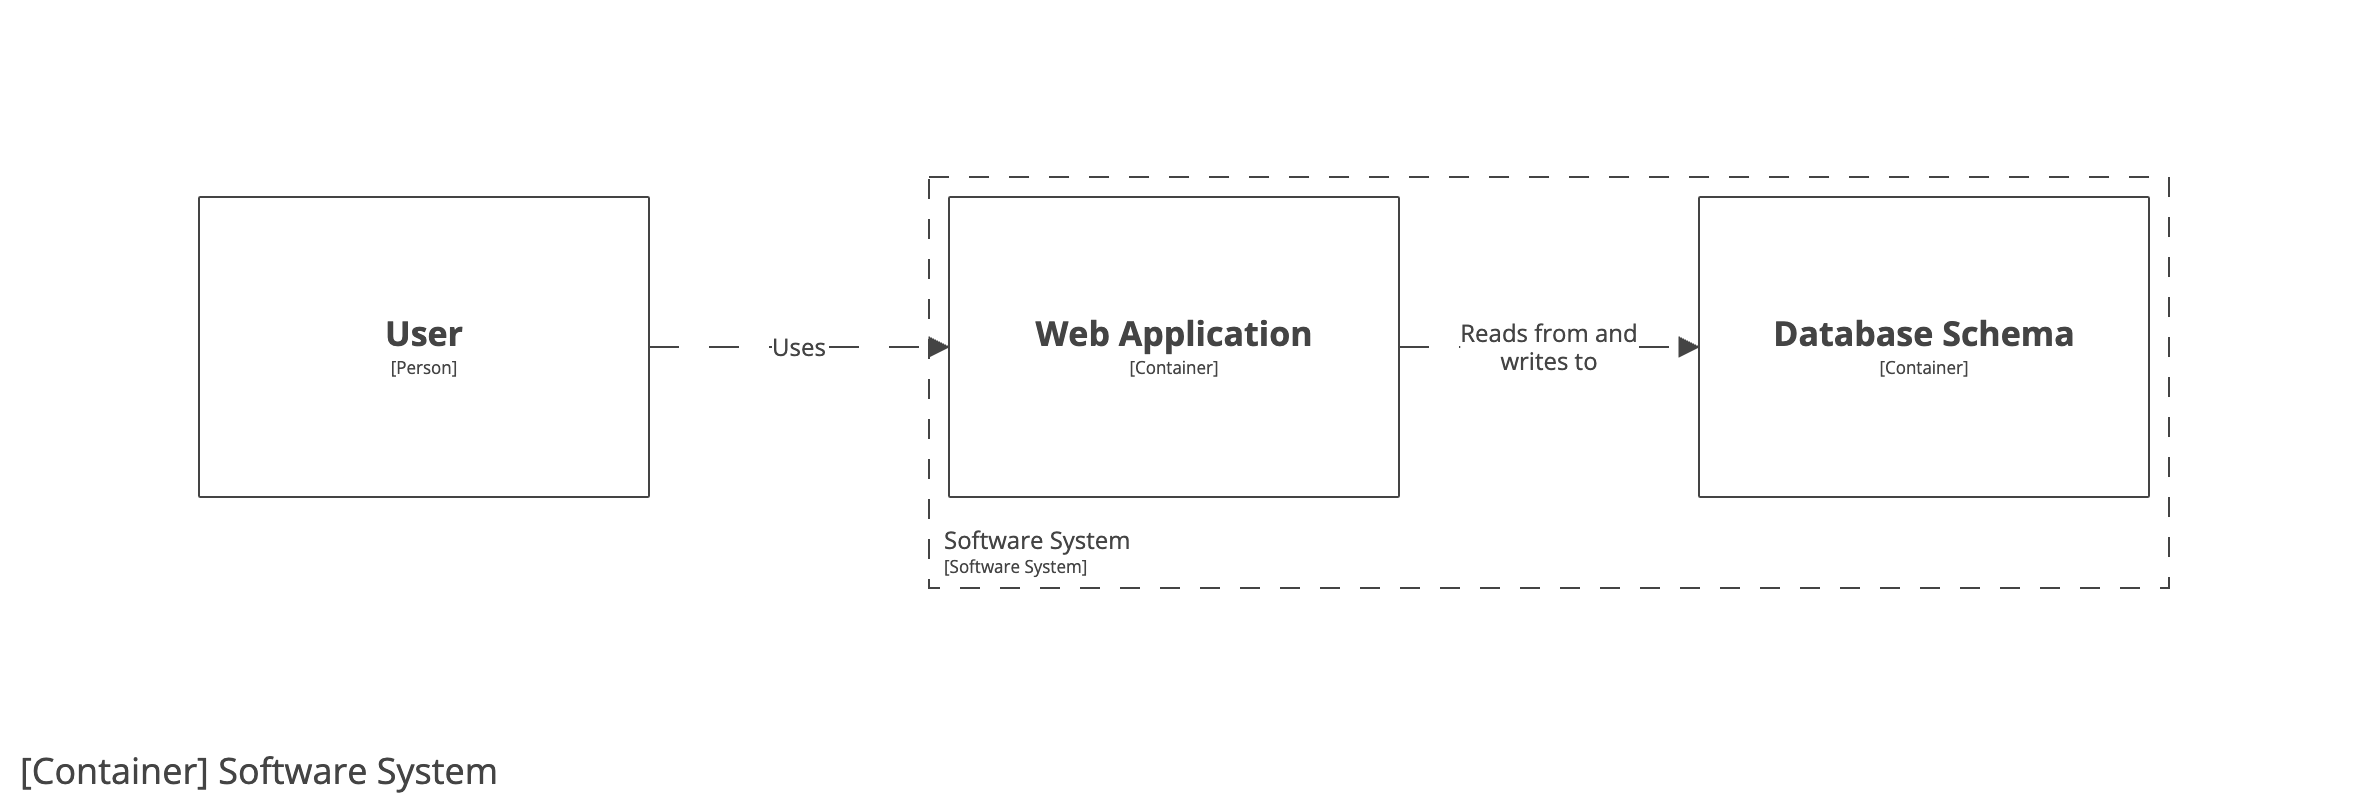 User
[Person]
Uses
Web Application
[Container]
Reads from and
writes to
Database Schema
[Container]
Software System
[Software System]
[Container] Software System